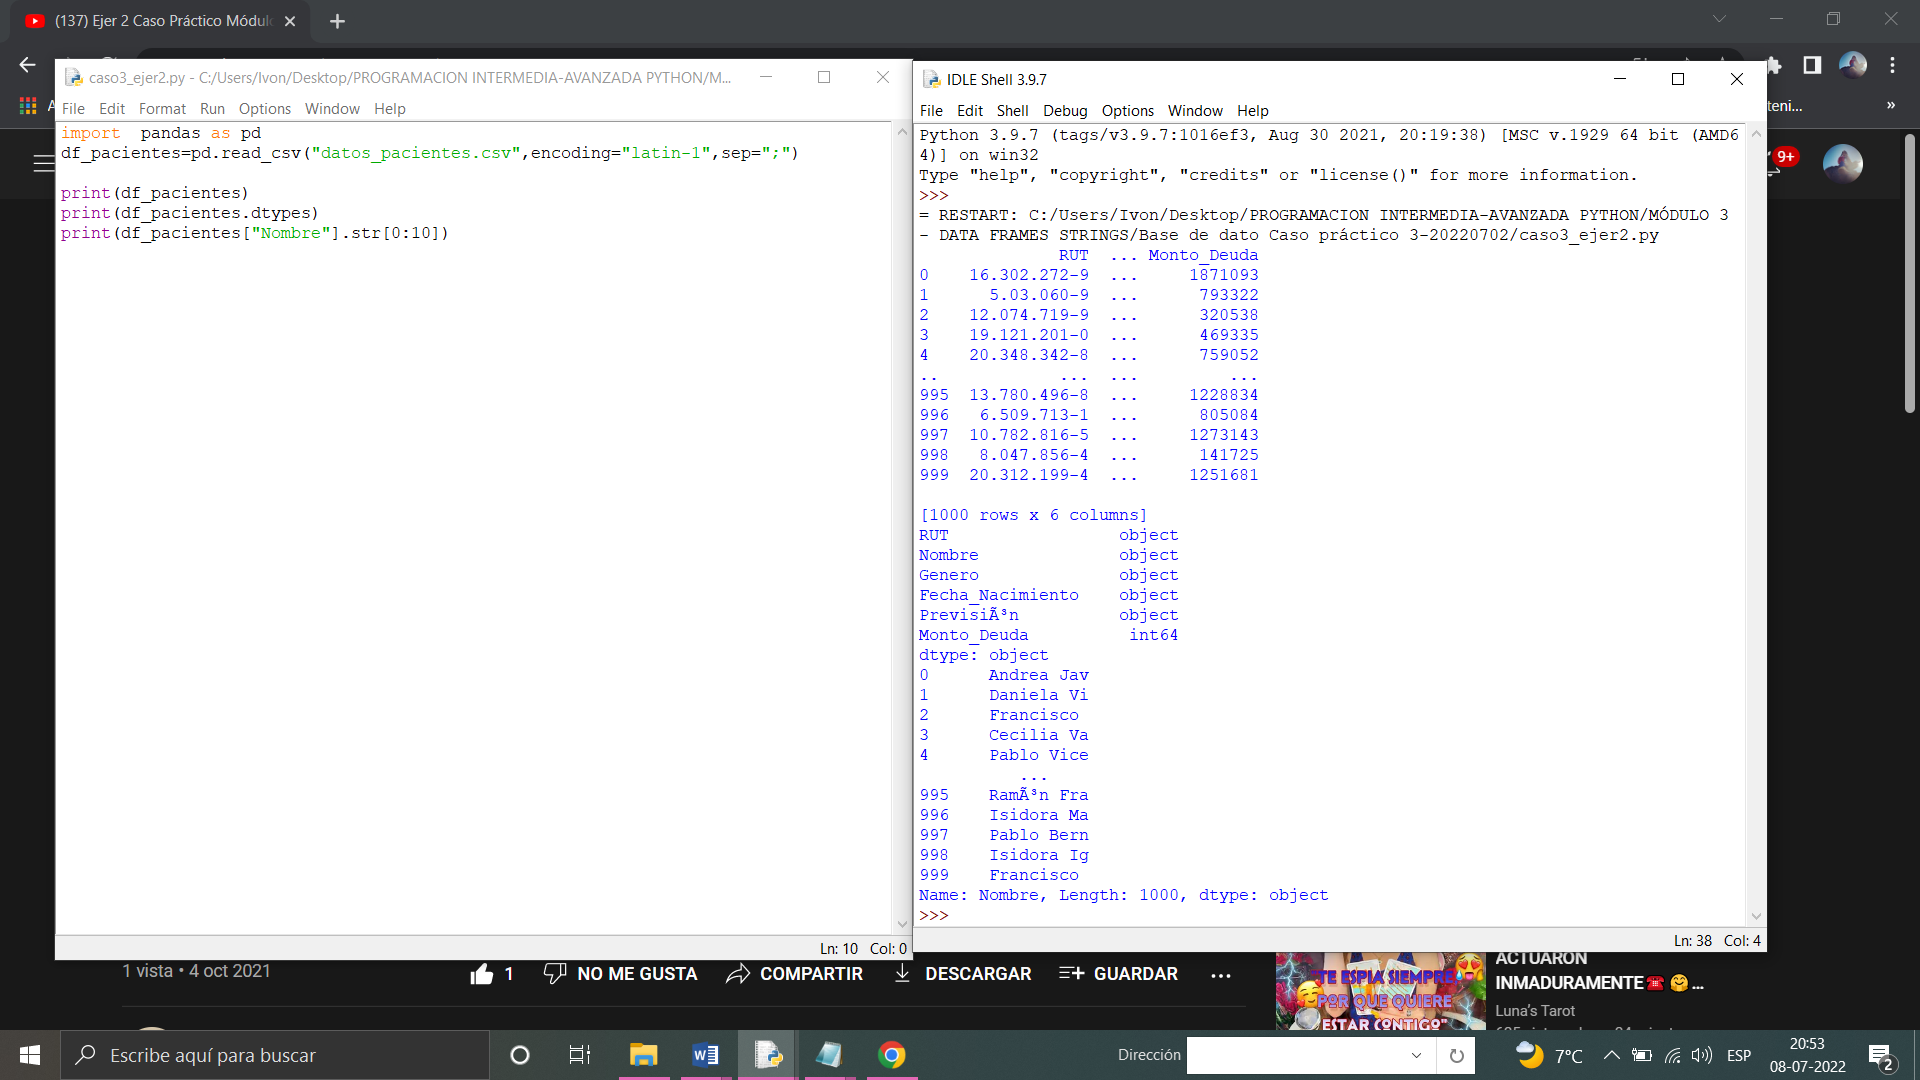 (137) Ejer 2 Caso Práctico Módulo
caso3_ejer2.py - C:/Users/Ivon/Desktop/PROGRAMACION INTERMEDIA-AVANZADA PYTHON/M...
File Edit Format Run Options Window Help
import  pandas as pd
df_pacientes=pd.read_csv("datos_pacientes.csv",encoding="latin-1",sep=";")
print(df_pacientes)
print(df_pacientes.dtypes)
print(df_pacientes["Nombre"].str[0:10])
Ln: 10 Col: 0
IDLE Shell 3.9.7
File Edit Shell Debug Options Window Help
Python 3.9.7 (tags/v3.9.7:1016ef3, Aug 30 2021, 20:19:38) [MSC v.1929 64 bit (AMD6
4)] on win32
Type "help", "copyright", "credits" or "license()" for more information.
>>>
= RESTART: C:/Users/Ivon/Desktop/PROGRAMACION INTERMEDIA-AVANZADA PYTHON/MÓDULO 3
- DATA FRAMES STRINGS/Base de dato Caso práctico 3-20220702/caso3_ejer2.py
RUT ... Monto_Deuda
0 16.302.272-9 ... 1871093
1 5.03.060-9 ... 793322
2 12.074.719-9 ... 320538
3 19.121.201-0 ... 469335
4 20.348.342-8 ... 759052
.. ... ... ...
995 13.780.496-8 ... 1228834
996 6.509.713-1 ... 805084
997 10.782.816-5 ... 1273143
998 8.047.856-4 ... 141725
999 20.312.199-4 ... 1251681
[1000 rows x 6 columns]
RUT object
Nombre object
Genero object
Fecha_Nacimiento object
PrevisiÃ³n object
Monto_Deuda int64
dtype: object
0 Andrea Jav
1 Daniela Vi
2 Francisco
3 Cecilia Va
4 Pablo Vice
...
995 RamÃ³n Fra
996 Isidora Ma
997 Pablo Bern
998 Isidora Ig
999 Francisco
Name: Nombre, Length: 1000, dtype: object
>>>
Ln: 38 Col: 4
teni...
»
9+
1 vista • 4 oct 2021
1 NO ME GUSTA COMPARTIR DESCARGAR GUARDAR ...
"TE ESPIA SIEMPRE
POR QUE QUIERE
ESTAR CONTIGO"
ACTUARON
INMADURAMENTE☎️ 🤗 ...
Luna's Tarot
Escribe aquí para buscar
Dirección
7°C
ESP
20:53
08-07-2022
2